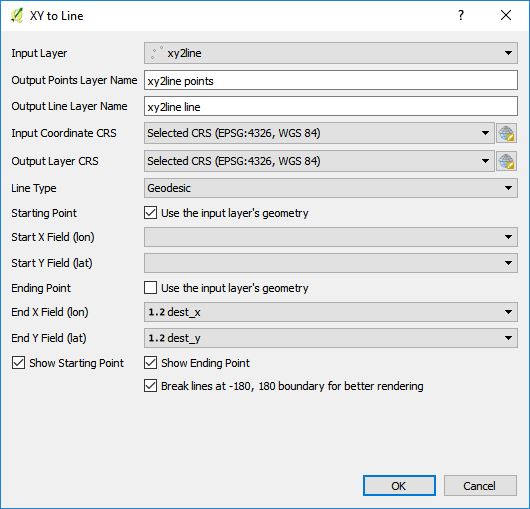 XY to Line
?
Input Layer xy2line
Output Points Layer Name xy2line points
Output Line Layer Name xy2line line
Input Coordinate CRS Selected CRS (EPSG:4326, WGS 84)
Output Layer CRS Selected CRS (EPSG:4326, WGS 84)
Line Type Geodesic
Starting Point Use the input layer's geometry
Start X Field (lon)
Start Y Field (lat)
Ending Point Use the input layer's geometry
End X Field (lon) 1.2 dest_x
End Y Field (lat) 1.2 dest_y
Show Starting Point Show Ending Point
Break lines at -180, 180 boundary for better rendering
OK Cancel